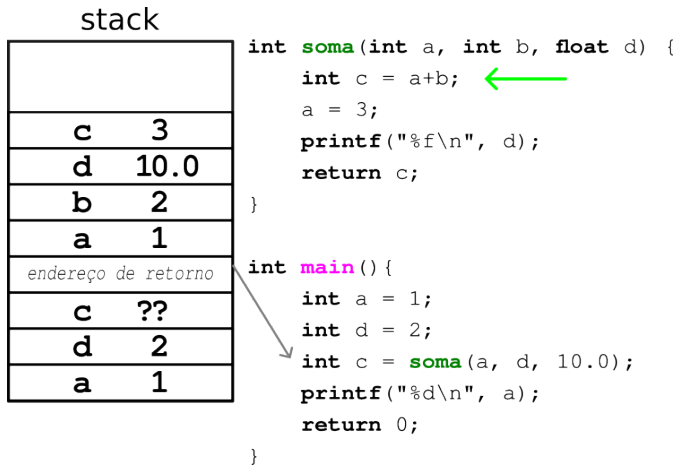 stack
c 3
d 10.0
b 2
a 1
endereço de retorno
c ??
d 2
a 1
int soma(int a, int b, float d) {
int c = a+b;
a = 3;
printf("%f\n", d);
return c;
}
int main(){
int a = 1;
int d = 2;
int c = soma(a, d, 10.0);
printf("%d\n", a);
return 0;
}